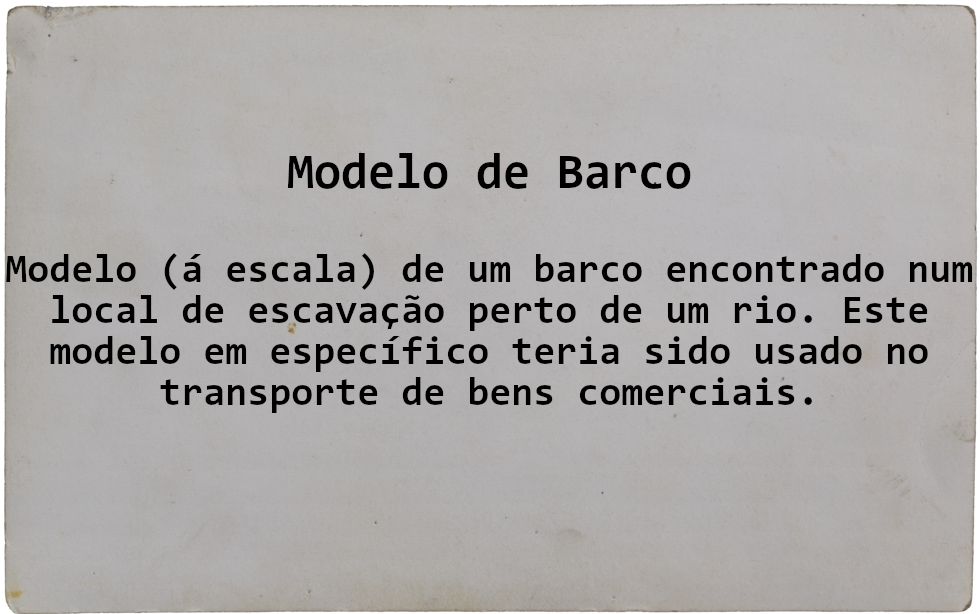 Modelo de Barco
Modelo (á escala) de um barco encontrado num
local de escavação perto de um rio. Este
modelo em específico teria sido usado no
transporte de bens comerciais.